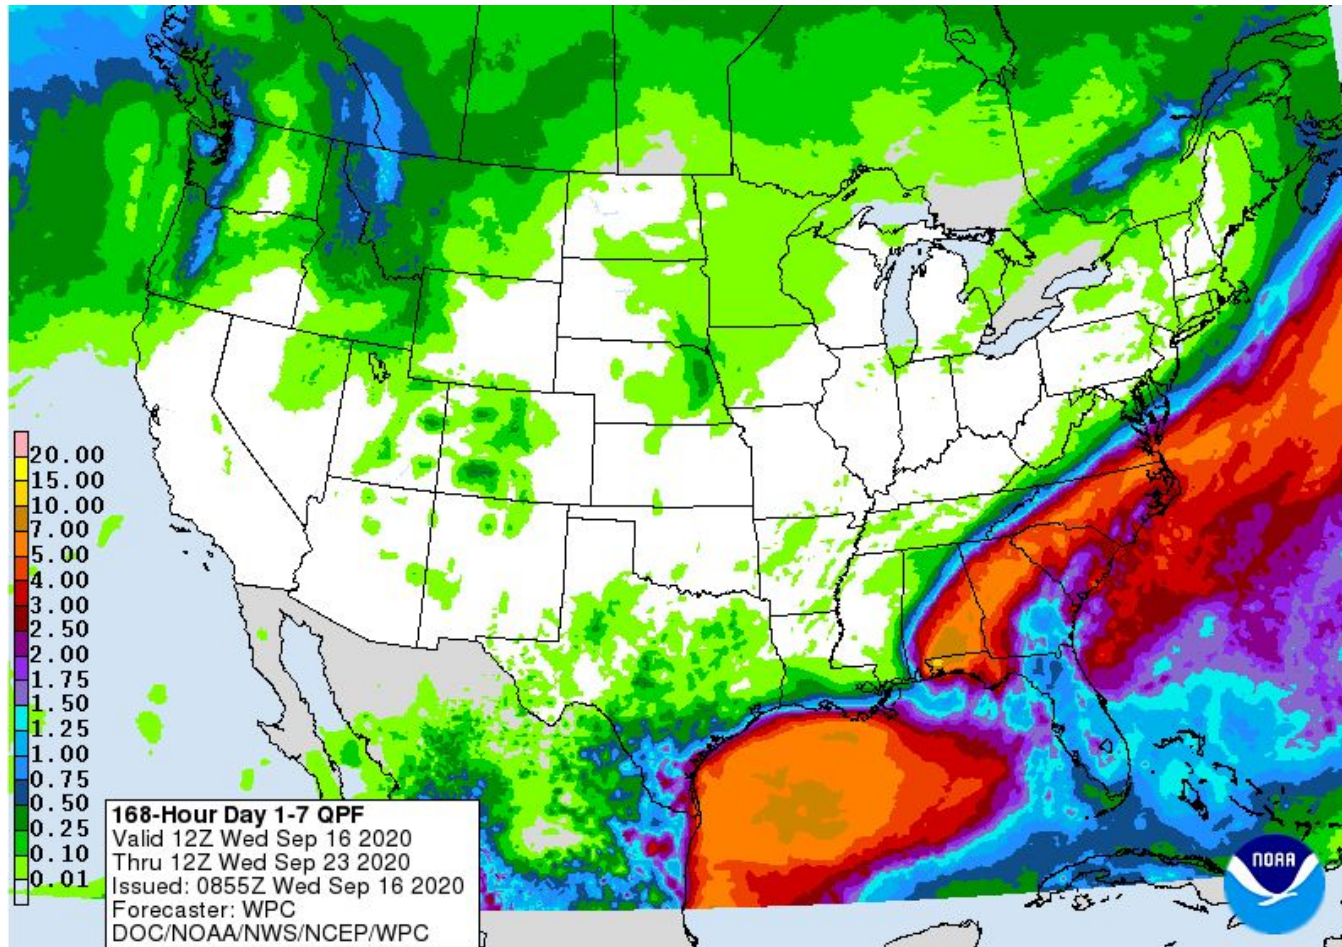 20.00
15.00
10.00
7.00
5.00
4.00
3.00
2.50
2.00
1.75
1.50
1.25
1.00
0.75
0.50
0.25
0.10
0.01
168-Hour Day 1-7 QPF
Valid 12Z Wed Sep 16 2020
Thru 12Z Wed Sep 23 2020
Issued: 0855Z Wed Sep 16 2020
Forecaster: WPC
DOC/NOAA/NWS/NCEP/WPC
NOAA